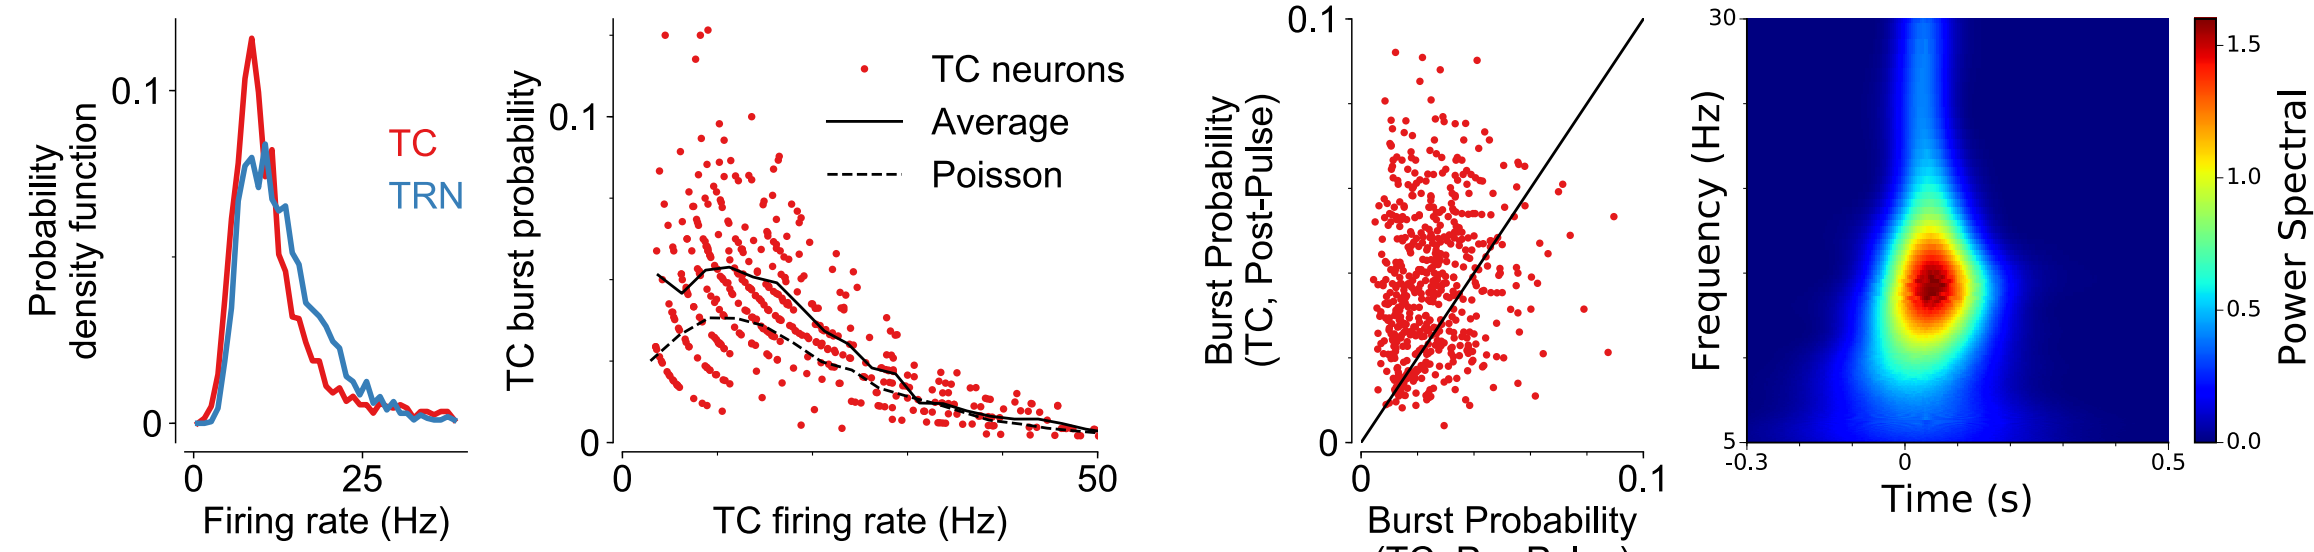 Probability
density function
0.1
0
TC
TRN
0
25
Firing rate (Hz)
TC burst probability
0.1
0
TC neurons
Average
Poisson
0
50
TC firing rate (Hz)
Burst Probability
(TC, Post-Pulse)
0.1
0
0
0.1
Burst Probability
Frequency (Hz)
30
5
-0.3
0
0.5
Time (s)
1.5
1.0
0.5
0.0
Power Spectral